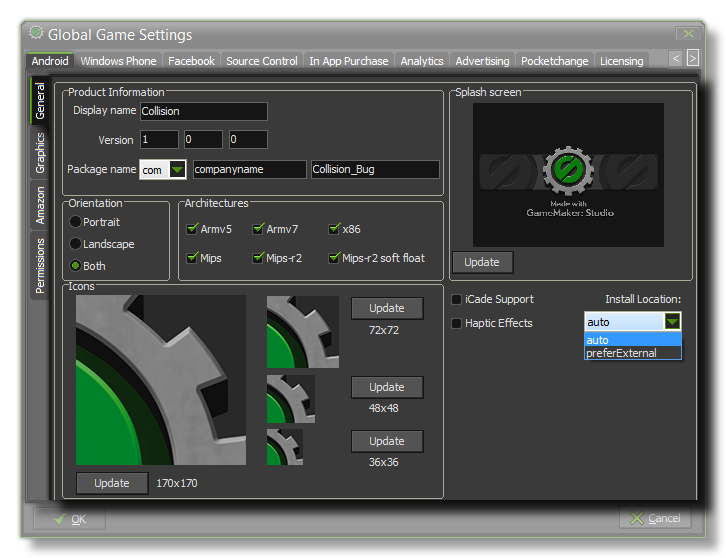 Global Game Settings
Android Windows Phone Facebook Source Control In App Purchase Analytics Advertising Pocketchange Licensing < >
General
Graphics
Amazon
Permissions
Product Information
Display name Collision
Version 1 0 0
Package name com companyname Collision_Bug
Orientation
Portrait
Landscape
Both
Architectures
Armv5 Armv7 x86
Mips Mips-r2 Mips-r2 soft float
Icons
Update
72x72
Update
48x48
Update
36x36
Update 170x170
Splash screen
Made with
GameMaker: Studio
Update
iCade Support Install Location:
Haptic Effects auto
auto
preferExternal
OK Cancel